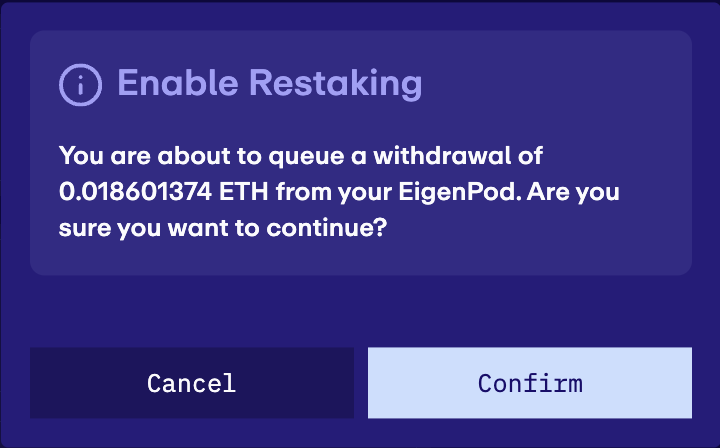 Enable Restaking
You are about to queue a withdrawal of
0.018601374 ETH from your EigenPod. Are you
sure you want to continue?
Cancel
Confirm